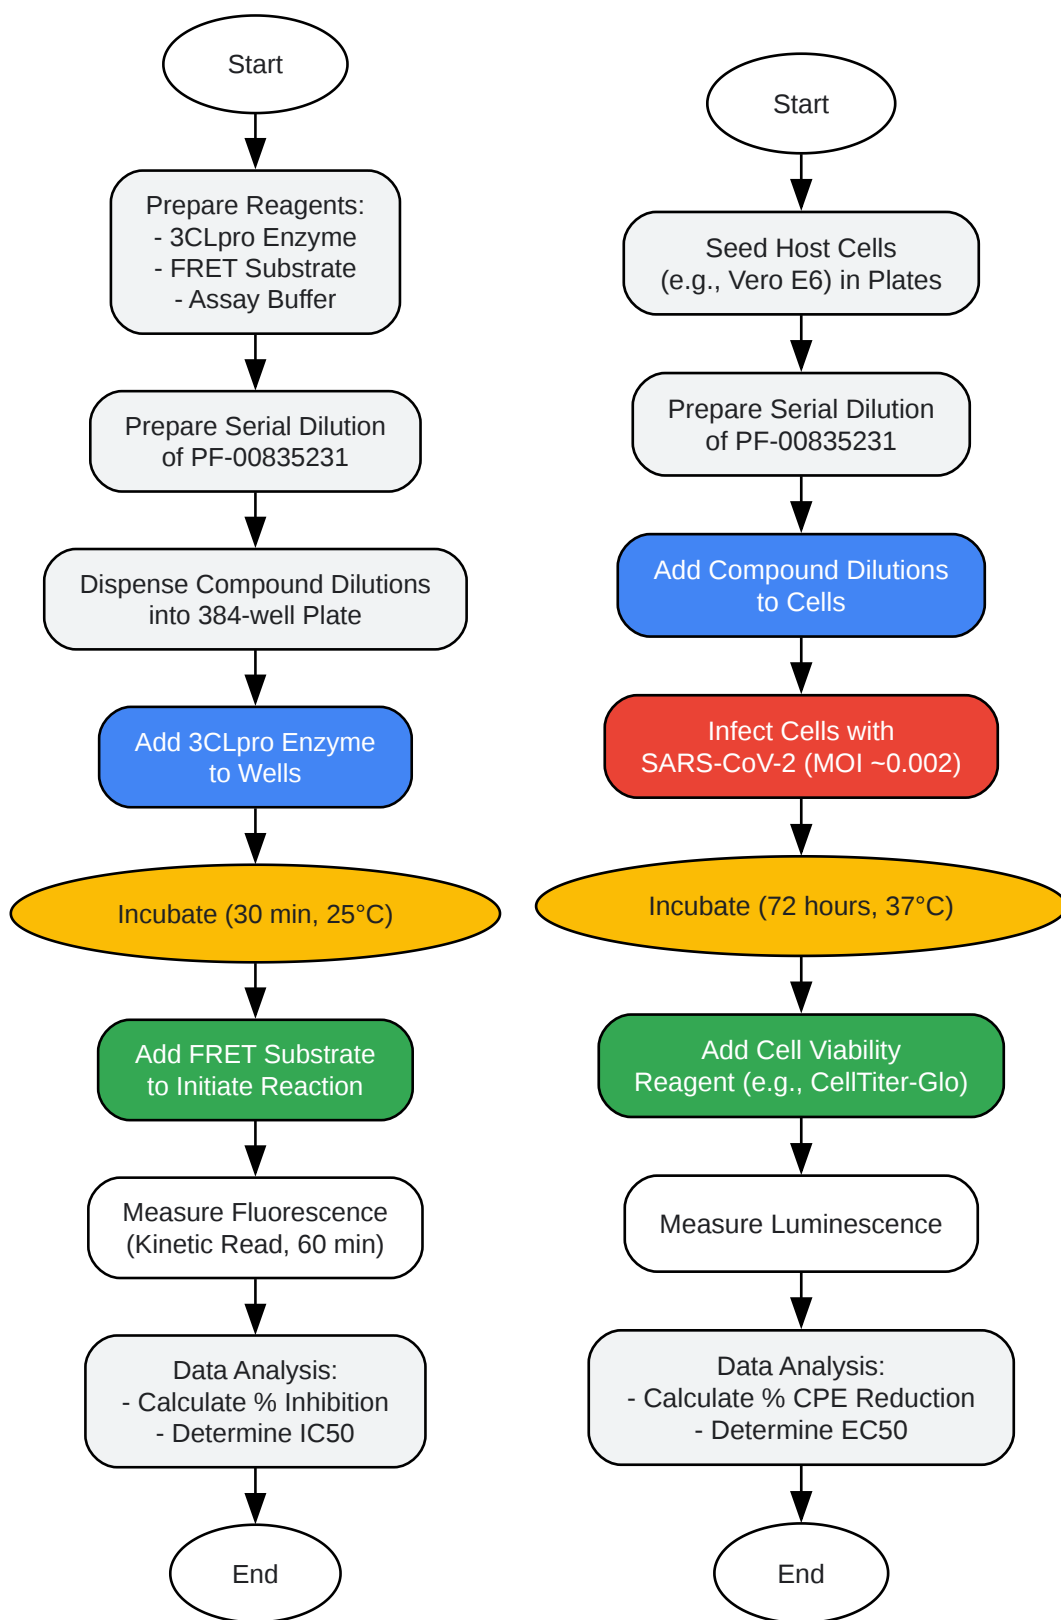 Start
Prepare Reagents:
- 3CLpro Enzyme
- FRET Substrate
- Assay Buffer
Prepare Serial Dilution
of PF-00835231
Dispense Compound Dilutions
into 384-well Plate
Add 3CLpro Enzyme
to Wells
Incubate (30 min, 25°C)
Add FRET Substrate
to Initiate Reaction
Measure Fluorescence
(Kinetic Read, 60 min)
Data Analysis:
- Calculate % Inhibition
- Determine IC50
End
Start
Seed Host Cells
(e.g., Vero E6) in Plates
Prepare Serial Dilution
of PF-00835231
Add Compound Dilutions
to Cells
Infect Cells with
SARS-CoV-2 (MOI ~0.002)
Incubate (72 hours, 37°C)
Add Cell Viability
Reagent (e.g., CellTiter-Glo)
Measure Luminescence
Data Analysis:
- Calculate % CPE Reduction
- Determine EC50
End